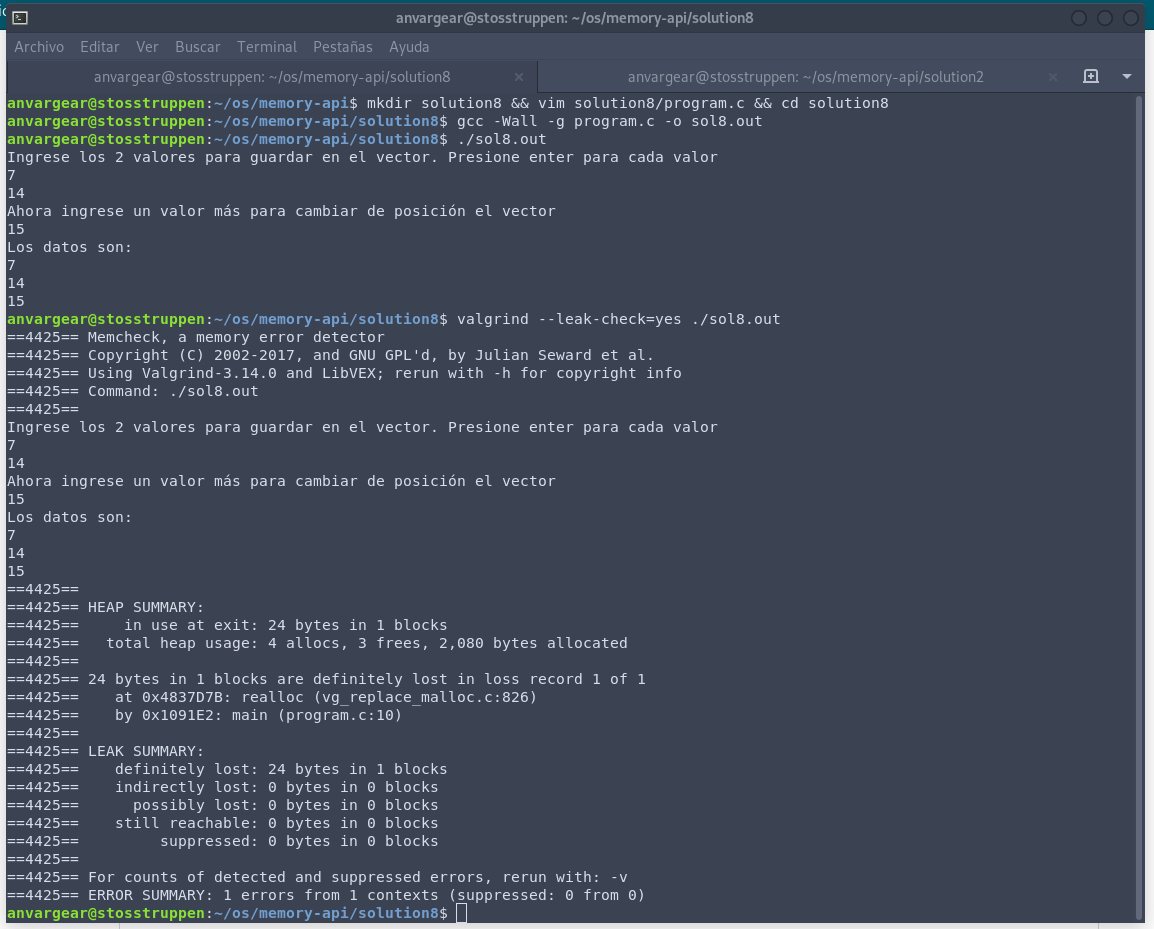 anvargear@stosstruppen: ~/os/memory-api/solution8
Archivo Editar Ver Buscar Terminal Pestañas Ayuda
anvargear@stosstruppen: ~/os/memory-api/solution8 × anvargear@stosstruppen: ~/os/memory-api/solution2 ×
anvargear@stosstruppen:~/os/memory-api$ mkdir solution8 && vim solution8/program.c && cd solution8
anvargear@stosstruppen:~/os/memory-api/solution8$ gcc -Wall -g program.c -o sol8.out
anvargear@stosstruppen:~/os/memory-api/solution8$ ./sol8.out
Ingrese los 2 valores para guardar en el vector. Presione enter para cada valor
7
14
Ahora ingrese un valor más para cambiar de posición el vector
15
Los datos son:
7
14
15
anvargear@stosstruppen:~/os/memory-api/solution8$ valgrind --leak-check=yes ./sol8.out
==4425== Memcheck, a memory error detector
==4425== Copyright (C) 2002-2017, and GNU GPL'd, by Julian Seward et al.
==4425== Using Valgrind-3.14.0 and LibVEX; rerun with -h for copyright info
==4425== Command: ./sol8.out
==4425==
Ingrese los 2 valores para guardar en el vector. Presione enter para cada valor
7
14
Ahora ingrese un valor más para cambiar de posición el vector
15
Los datos son:
7
14
15
==4425==
==4425== HEAP SUMMARY:
==4425==     in use at exit: 24 bytes in 1 blocks
==4425==   total heap usage: 4 allocs, 3 frees, 2,080 bytes allocated
==4425==
==4425== 24 bytes in 1 blocks are definitely lost in loss record 1 of 1
==4425==    at 0x4837D7B: realloc (vg_replace_malloc.c:826)
==4425==    by 0x1091E2: main (program.c:10)
==4425==
==4425== LEAK SUMMARY:
==4425==    definitely lost: 24 bytes in 1 blocks
==4425==    indirectly lost: 0 bytes in 0 blocks
==4425==      possibly lost: 0 bytes in 0 blocks
==4425==    still reachable: 0 bytes in 0 blocks
==4425==         suppressed: 0 bytes in 0 blocks
==4425==
==4425== For counts of detected and suppressed errors, rerun with: -v
==4425== ERROR SUMMARY: 1 errors from 1 contexts (suppressed: 0 from 0)
anvargear@stosstruppen:~/os/memory-api/solution8$